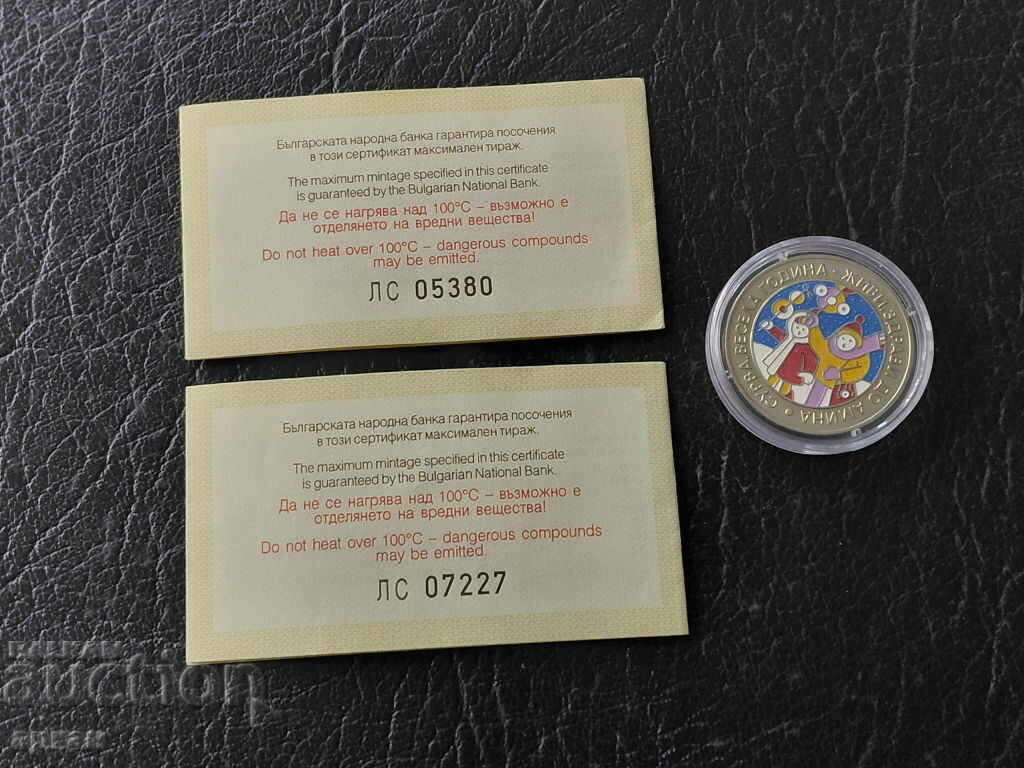 Българската народна банка гарантира посочения
в този сертификат максимален тираж.
The maximum mintage specified in this certificate
is guaranteed by the Bulgarian National Bank.
Да не се нагрява над 100°C – възможно е
отделянето на вредни вещества!
Do not heat over 100°C – dangerous compounds
may be emitted.
ЛС 05380
Българската народна банка гарантира посочения
в този сертификат максимален тираж.
The maximum mintage specified in this certificate
is guaranteed by the Bulgarian National Bank.
Да не се нагрява над 100°C – възможно е
отделянето на вредни вещества!
Do not heat over 100°C – dangerous compounds
may be emitted.
ЛС 07227
СУРВА ВЕСЕЛА ГОДИНА · ЖИВИ ЗДРАВИ ДО АМИНА ·
БАЛКАН
auction